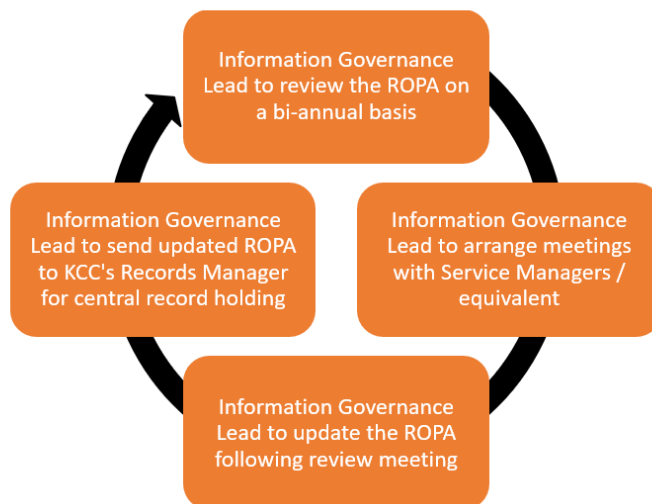 Information Governance
Lead to review the ROPA on
a bi-annual basis
Information Governance
Lead to arrange meetings
with Service Managers /
equivalent
Information Governance
Lead to update the ROPA
following review meeting
Information Governance
Lead to send updated ROPA
to KCC's Records Manager
for central record holding